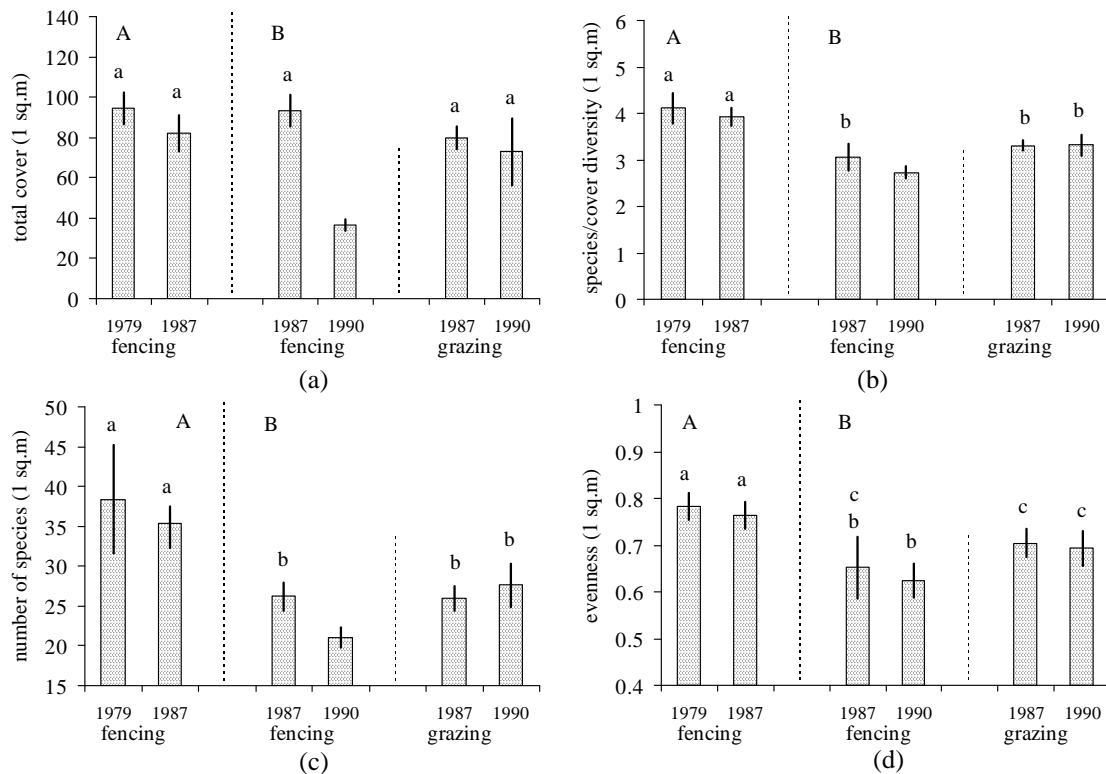 total cover (1 sq.m)
140
120
100
80
60
40
20
0
A
B
a
a
a
a
a
1979 1987 1987 1990 1987 1990
fencing fencing grazing
(a)
species/cover diversity (1 sq.m)
6
5
4
3
2
1
0
A
B
a
a
b
b
b
1979 1987 1987 1990 1987 1990
fencing fencing grazing
(b)
number of species (1 sq.m)
50
45
40
35
30
25
20
15
A
B
a
a
b
b
b
1979 1987 1987 1990 1987 1990
fencing fencing grazing
(c)
evenness (1 sq.m)
1
0.9
0.8
0.7
0.6
0.5
0.4
A
B
a
a
c
b
b
c
c
1979 1987 1987 1990 1987 1990
fencing fencing grazing
(d)